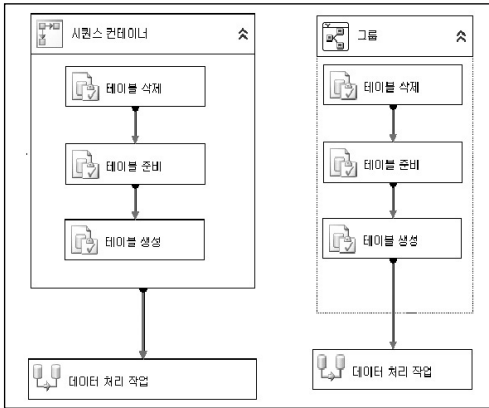 시퀀스 컨테이너
테이블 삭제
테이블 준비
테이블 생성
데이터 처리 작업
그룹
테이블 삭제
테이블 준비
테이블 생성
데이터 처리 작업